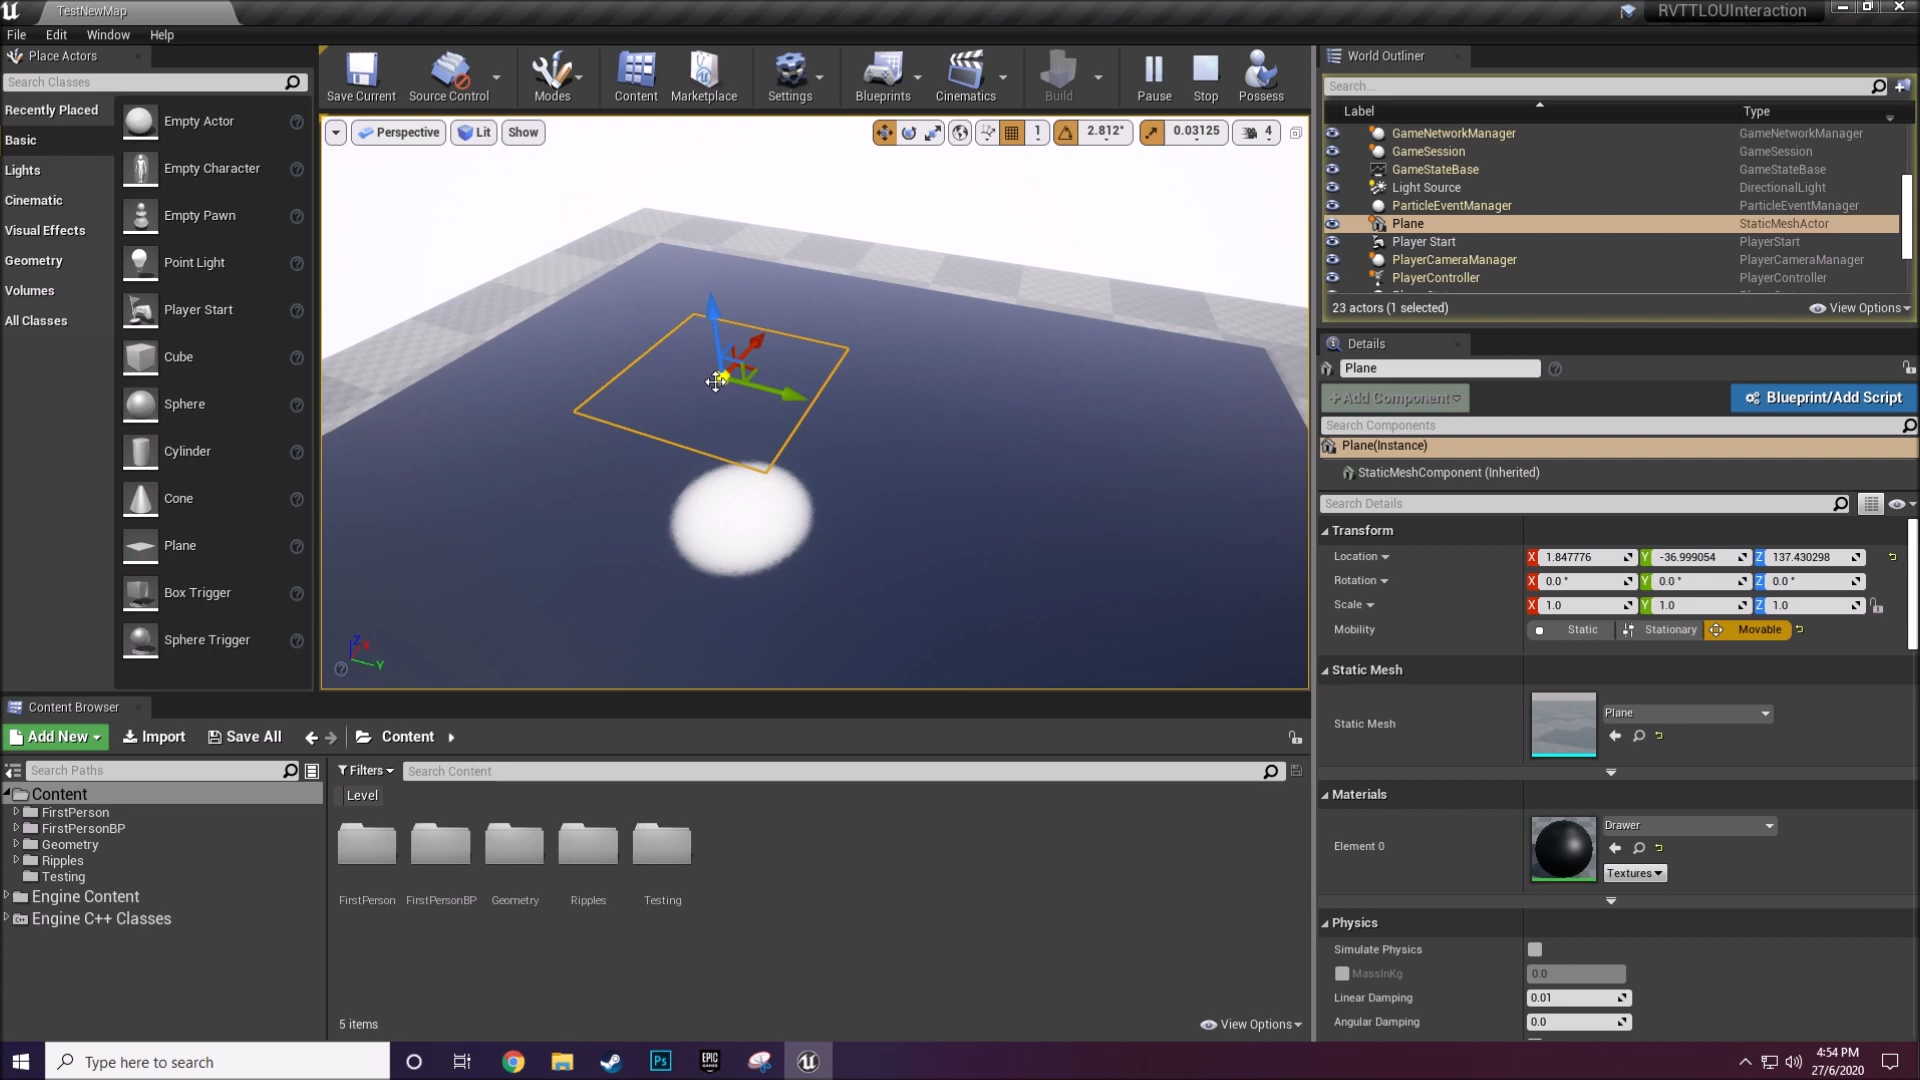 TestNewMap
RVTTLOUInteraction
File Edit Window Help
Place Actors
Search Classes
Recently Placed
Basic
Lights
Cinematic
Visual Effects
Geometry
Volumes
All Classes
Empty Actor
Empty Character
Empty Pawn
Point Light
Player Start
Cube
Sphere
Cylinder
Cone
Plane
Box Trigger
Sphere Trigger
Save Current
Source Control
Modes
Content
Marketplace
Settings
Blueprints
Cinematics
Build
Pause
Stop
Possess
Perspective Lit Show
1 2.812° 0.03125 4
Z X Y
World Outliner
Search...
Label Type
GameNetworkManager GameNetworkManager
GameSession GameSession
GameStateBase GameStateBase
Light Source DirectionalLight
ParticleEventManager ParticleEventManager
Plane StaticMeshActor
Player Start PlayerStart
PlayerCameraManager PlayerCameraManager
PlayerController PlayerController
23 actors (1 selected) View Options
Details
Plane
+Add Component Blueprint/Add Script
Search Components
Plane(Instance)
StaticMeshComponent (Inherited)
Search Details
Transform
Location X 1.847776 Y -36.999054 Z 137.430298
Rotation X 0.0 ° Y 0.0 ° Z 0.0 °
Scale X 1.0 Y 1.0 Z 1.0
Mobility Static Stationary Movable
Static Mesh
Static Mesh Plane
Materials
Element 0 Drawer
Textures
Physics
Simulate Physics
MassInKg 0.0
Linear Damping 0.01
Angular Damping 0.0
Content Browser
Add New Import Save All Content
Search Paths
Content
FirstPerson
FirstPersonBP
Geometry
Ripples
Testing
Engine Content
Engine C++ Classes
Filters Search Content
Level
FirstPerson FirstPersonBP Geometry Ripples Testing
5 items View Options
Type here to search
Ps
EPIC GAMES
4:54 PM
27/6/2020